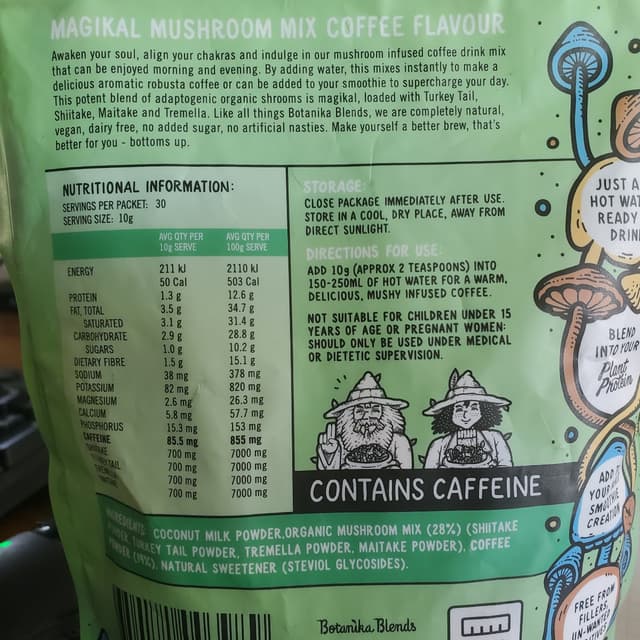 MAGIKAL MUSHROOM MIX COFFEE FLAVOUR
Awaken your soul, align your chakras and indulge in our mushroom infused coffee drink mix
that can be enjoyed morning and evening. By adding water, this mixes instantly to make a
delicious aromatic robusta coffee or can be added to your smoothie to supercharge your day.
This potent blend of adaptogenic organic shrooms is magikal, loaded with Turkey Tail,
Shiitake, Maitake and Tremella. Like all things Botanika Blends, we are completely natural,
vegan, dairy free, no added sugar, no artificial nasties. Make yourself a better brew, that's
better for you - bottoms up.
NUTRITIONAL INFORMATION:
SERVINGS PER PACKET: 30
SERVING SIZE: 10g
AVG QTY PER AVG QTY PER
10g SERVE 100g SERVE
ENERGY 211 kJ 2110 kJ
50 Cal 503 Cal
PROTEIN 1.3 g 12.6 g
FAT, TOTAL 3.5 g 34.7 g
SATURATED 3.1 g 31.4 g
CARBOHYDRATE 2.9 g 28.8 g
SUGARS 1.0 g 10.2 g
DIETARY FIBRE 1.5 g 15.1 g
SODIUM 38 mg 378 mg
POTASSIUM 82 mg 820 mg
MAGNESIUM 2.6 mg 26.3 mg
CALCIUM 5.8 mg 57.7 mg
PHOSPHORUS 15.3 mg 153 mg
CAFFEINE 85.5 mg 855 mg
700 mg 7000 mg
700 mg 7000 mg
700 mg 7000 mg
700 mg 7000 mg
STORAGE:
CLOSE PACKAGE IMMEDIATELY AFTER USE.
STORE IN A COOL, DRY PLACE, AWAY FROM
DIRECT SUNLIGHT.
DIRECTIONS FOR USE:
ADD 10g (APPROX 2 TEASPOONS) INTO
150-250ML OF HOT WATER FOR A WARM,
DELICIOUS, MUSHY INFUSED COFFEE.
NOT SUITABLE FOR CHILDREN UNDER 15
YEARS OF AGE OR PREGNANT WOMEN:
SHOULD ONLY BE USED UNDER MEDICAL
OR DIETETIC SUPERVISION.
CONTAINS CAFFEINE
INGREDIENTS: COCONUT MILK POWDER, ORGANIC MUSHROOM MIX (28%) (SHIITAKE
POWDER, TURKEY TAIL POWDER, TREMELLA POWDER, MAITAKE POWDER), COFFEE
POWDER (19%), NATURAL SWEETENER (STEVIOL GLYCOSIDES).
Botanika Blends
JUST A
HOT WAT
READY
DRIN
BLEND
INTO YOUR
Plant
Protein
ADD
YOUR
SMOOTHIE
CREATION
FREE FROM
FILLERS,
UN-WANTED